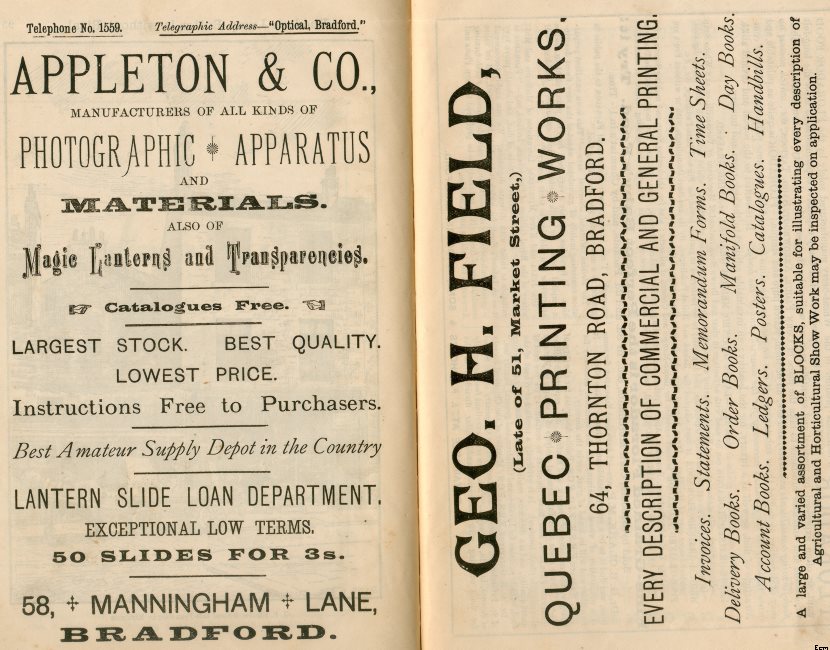 Telephone No. 1559. Telegraphic Address—"Optical, Bradford."
APPLETON & CO.,
MANUFACTURERS OF ALL KINDS OF
PHOTOGRAPHIC APPARATUS
AND
MATERIALS.
ALSO OF
Magic Lanterns and Transparencies.
Catalogues Free.
LARGEST STOCK. BEST QUALITY.
LOWEST PRICE.
Instructions Free to Purchasers.
Best Amateur Supply Depot in the Country
LANTERN SLIDE LOAN DEPARTMENT.
EXCEPTIONAL LOW TERMS.
50 SLIDES FOR 3s.
58, MANNINGHAM LANE,
BRADFORD.
GEO. H. FIELD,
(Late of 51, Market Street,)
QUEBEC PRINTING WORKS.
64, THORNTON ROAD, BRADFORD.
EVERY DESCRIPTION OF COMMERCIAL AND GENERAL PRINTING.
Invoices. Statements. Memorandum Forms. Time Sheets.
Delivery Books. Order Books. Manifold Books. Day Books.
Account Books. Ledgers. Posters. Catalogues. Handbills.
A large and varied assortment of BLOCKS, suitable for illustrating every description of
Agricultural and Horticultural Show Work may be inspected on application.